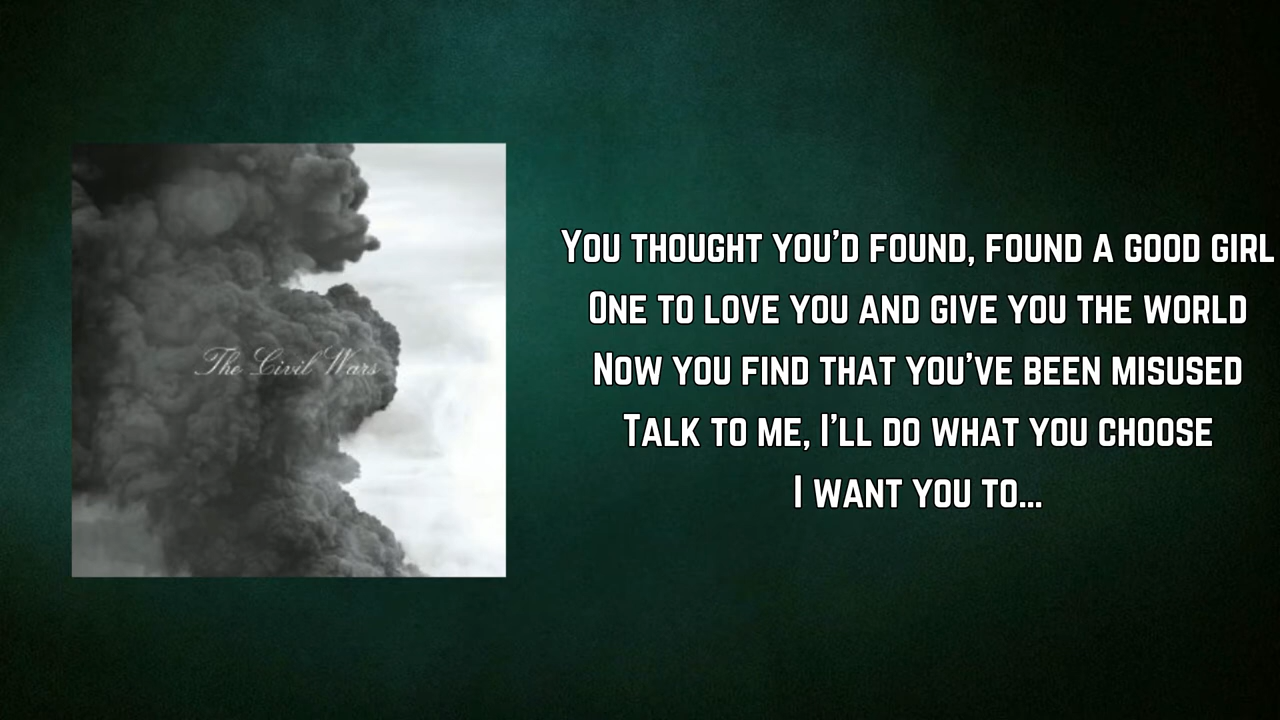 The Civil Wars
You thought you'd found, found a good girl
One to love you and give you the world
Now you find that you've been misused
Talk to me, I'll do what you choose
I want you to...